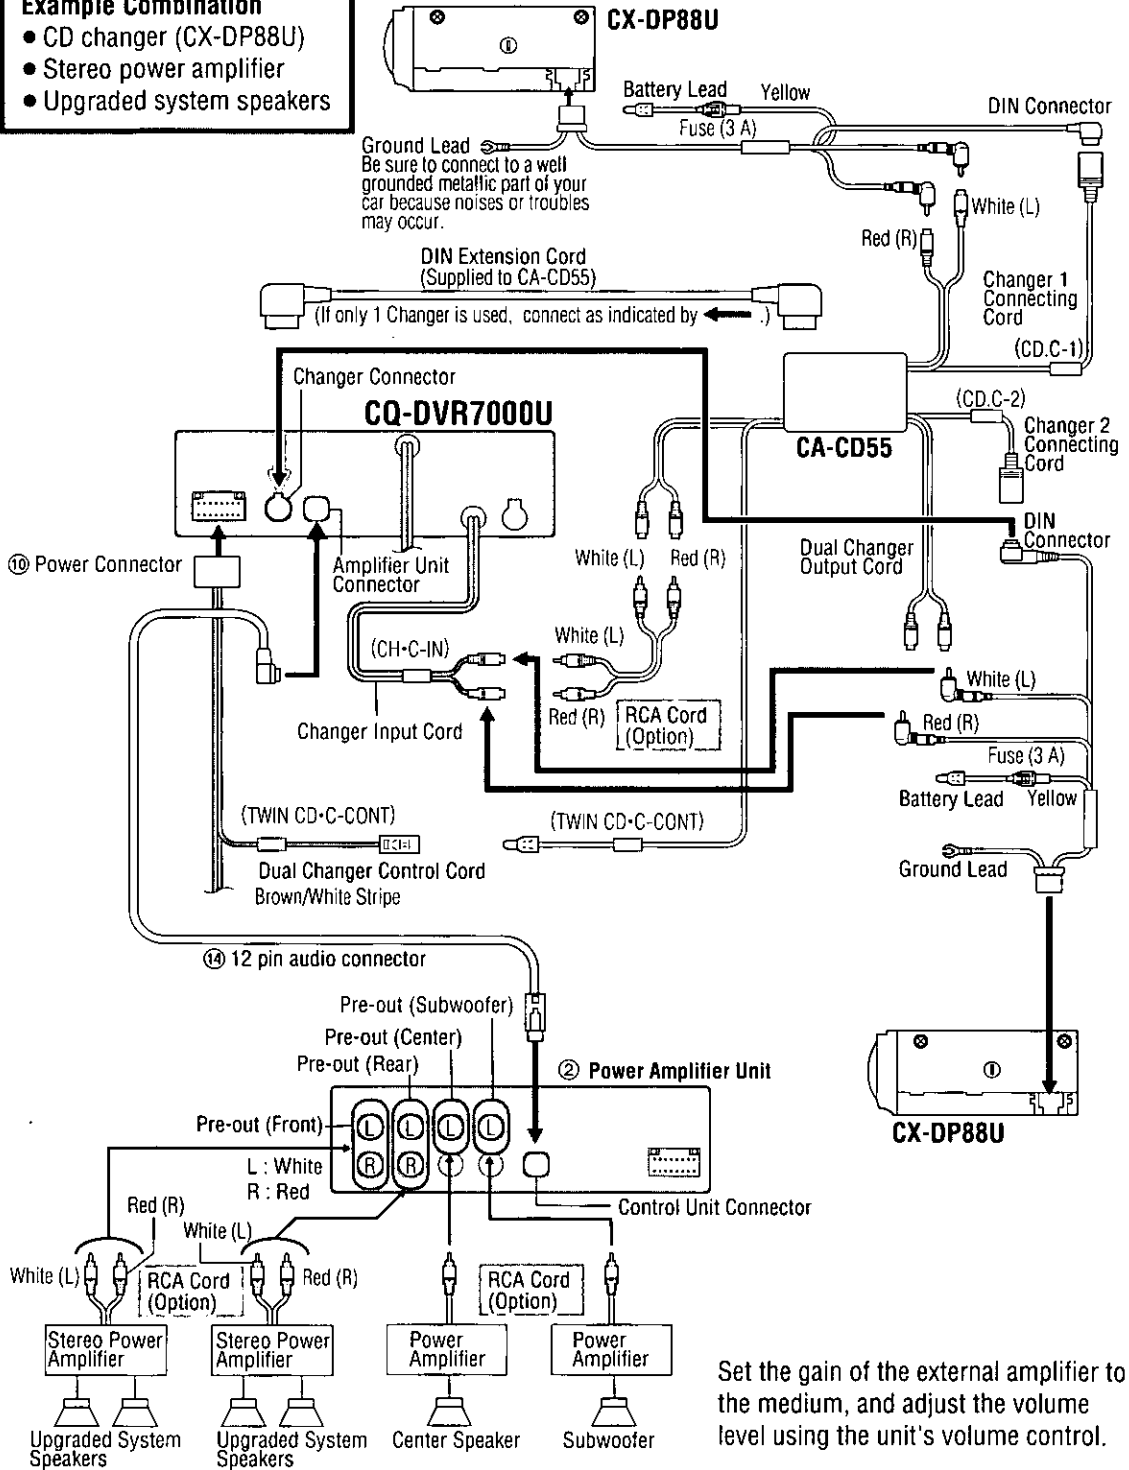 Example Combination
● CD changer (CX-DP88U)
● Stereo power amplifier
● Upgraded system speakers
CX-DP88U
Battery Lead
Yellow
Fuse (3 A)
DIN Connector
Ground Lead
Be sure to connect to a well
grounded metallic part of your
car because noises or troubles
may occur.
White (L)
Red (R)
DIN Extension Cord
(Supplied to CA-CD55)
(If only 1 Changer is used, connect as indicated by ⬅ .)
Changer 1
Connecting
Cord
(CD.C-1)
Changer Connector
CQ-DVR7000U
CA-CD55
(CD.C-2)
Changer 2
Connecting
Cord
DIN
Connector
⑩ Power Connector
Amplifier Unit
Connector
White (L)
Red (R)
Dual Changer
Output Cord
(CH•C-IN)
White (L)
Red (R)
RCA Cord
(Option)
Changer Input Cord
White (L)
Red (R)
Fuse (3 A)
Battery Lead
Yellow
(TWIN CD•C-CONT)
(TWIN CD•C-CONT)
Dual Changer Control Cord
Brown/White Stripe
Ground Lead
⑭ 12 pin audio connector
Pre-out (Subwoofer)
Pre-out (Center)
Pre-out (Rear)
② Power Amplifier Unit
Pre-out (Front)
L L L L
R R
L : White
R : Red
CX-DP88U
Control Unit Connector
Red (R)
White (L)
White (L)
RCA Cord
(Option)
Red (R)
RCA Cord
(Option)
Stereo Power
Amplifier
Stereo Power
Amplifier
Power
Amplifier
Power
Amplifier
Upgraded System
Speakers
Upgraded System
Speakers
Center Speaker
Subwoofer
Set the gain of the external amplifier to
the medium, and adjust the volume
level using the unit's volume control.